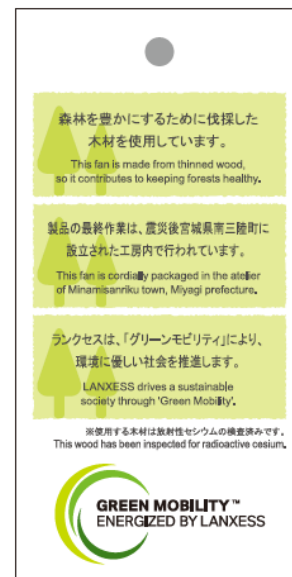 森林を豊かにするために伐採した
木材を使用しています。
This fan is made from thinned wood,
so it contributes to keeping forests healthy.
製品の最終作業は、震災後宮城県南三陸町に
設立された工房内で行われています。
This fan is cordially packaged in the atelier
of Minamisanriku town, Miyagi prefecture.
ランクセスは、「グリーンモビリティ」により、
環境に優しい社会を推進します。
LANXESS drives a sustainable
society through 'Green Mobility'.
※使用する木材は放射性セシウムの検査済みです。
This wood has been inspected for radioactive cesium.
GREEN MOBILITY™
ENERGIZED BY LANXESS